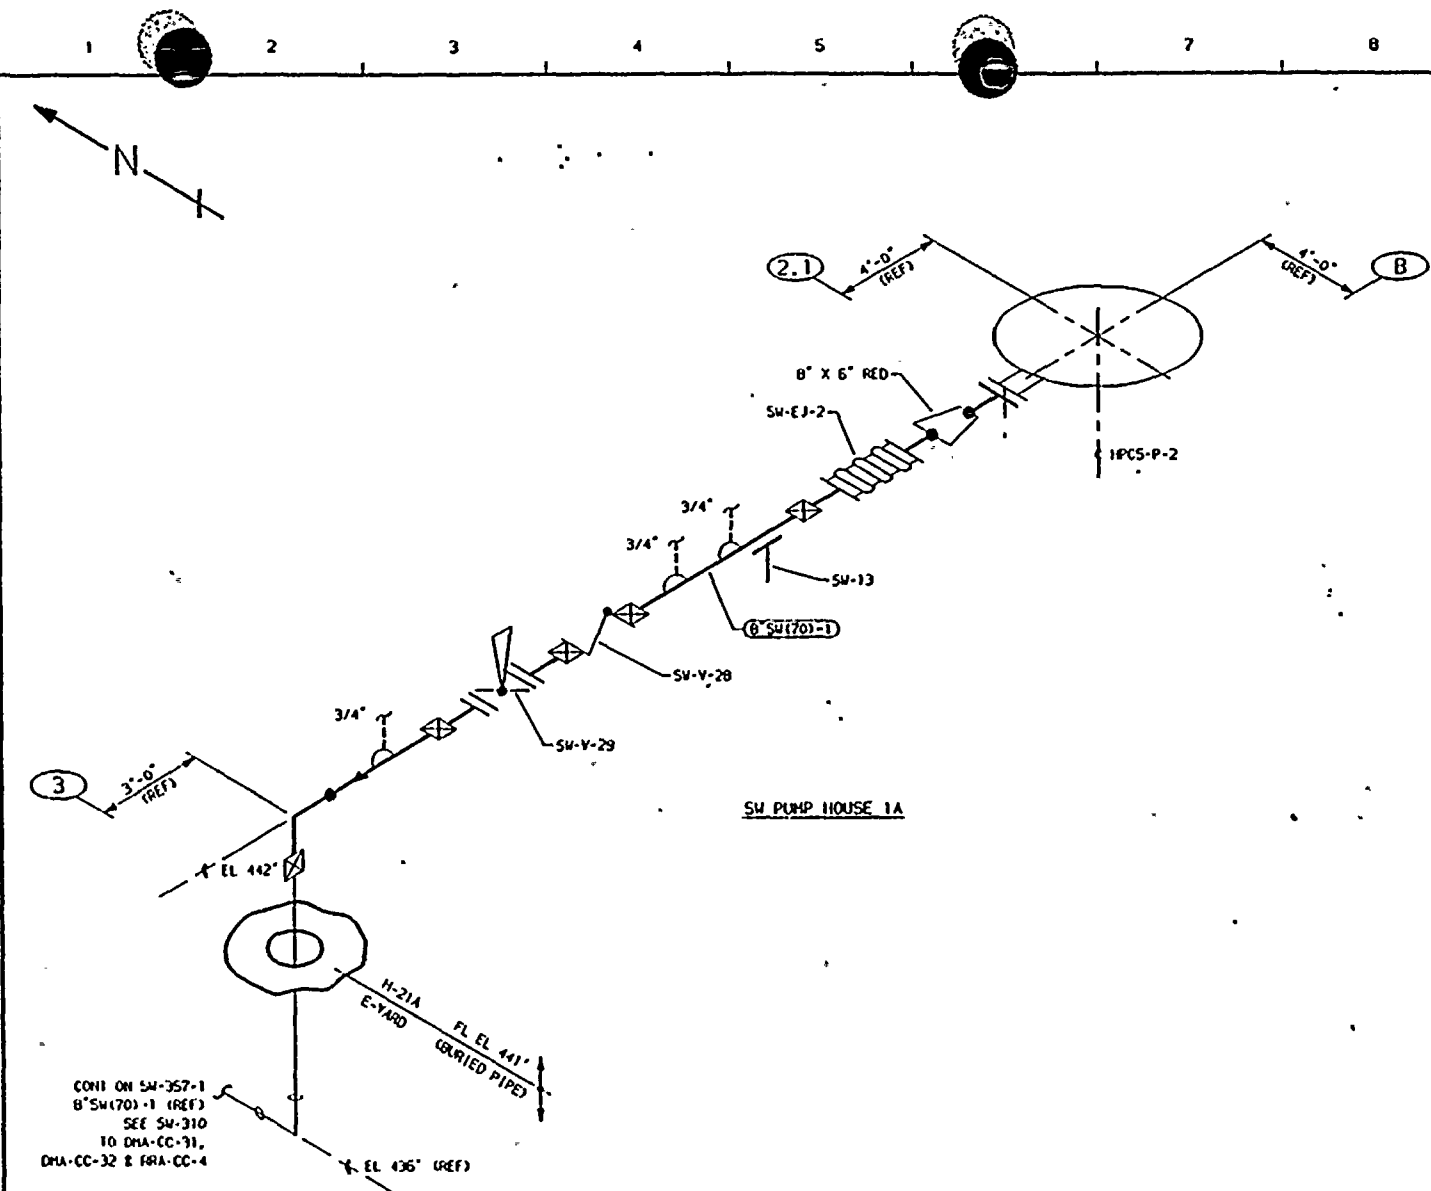 1 2 3 4 5 7 8
N
2.1
4'-0"
(REF)
4'-0"
(REF)
B
8" X 6" RED
SW-EJ-2
HPCS-P-2
3/4"
3/4"
SW-13
8"SW(70)-1
SW-V-28
SW-V-29
3/4"
3
3'-0"
(REF)
SW PUMP HOUSE 1A
EL 442'
H-21A
E-YARD
FL EL 441'
(BURIED PIPE)
CONT ON SW-357-1
8"SW(70)-1 (REF)
SEE SW-310
TO DMA-CC-31,
DMA-CC-32 & RRA-CC-4
EL 436' (REF)